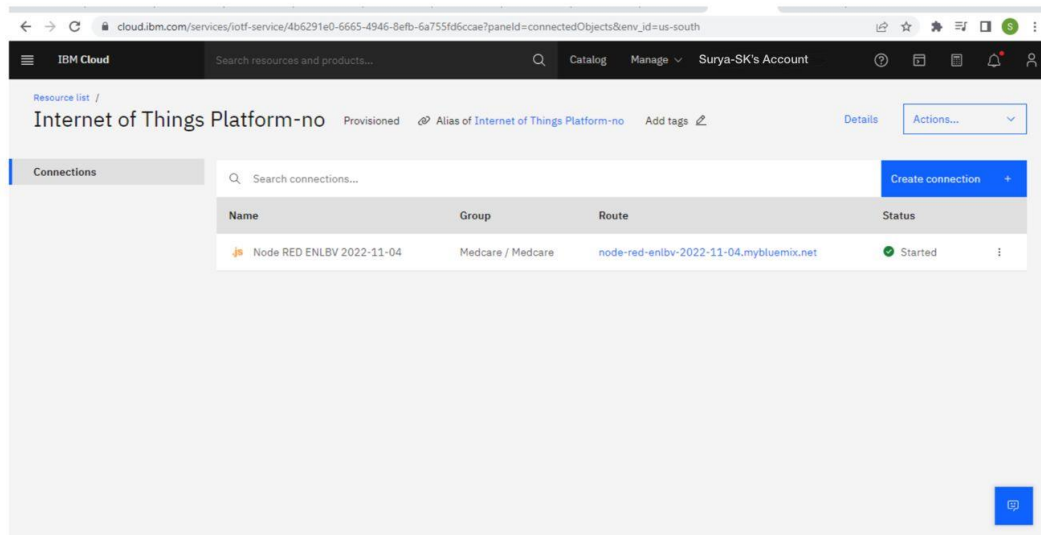 cloud.ibm.com/services/iotf-service/4b6291e0-6665-4946-8efb-6a755fd6ccae?paneId=connectedObjects&env_id=us-south
S
IBM Cloud Search resources and products... Catalog Manage Surya-SK's Account
Resource list /
Internet of Things Platform-no Provisioned Alias of Internet of Things Platform-no Add tags Details Actions...
Connections Search connections... Create connection +
Name Group Route Status
JS Node RED ENLBV 2022-11-04 Medcare / Medcare node-red-enlbv-2022-11-04.mybluemix.net Started